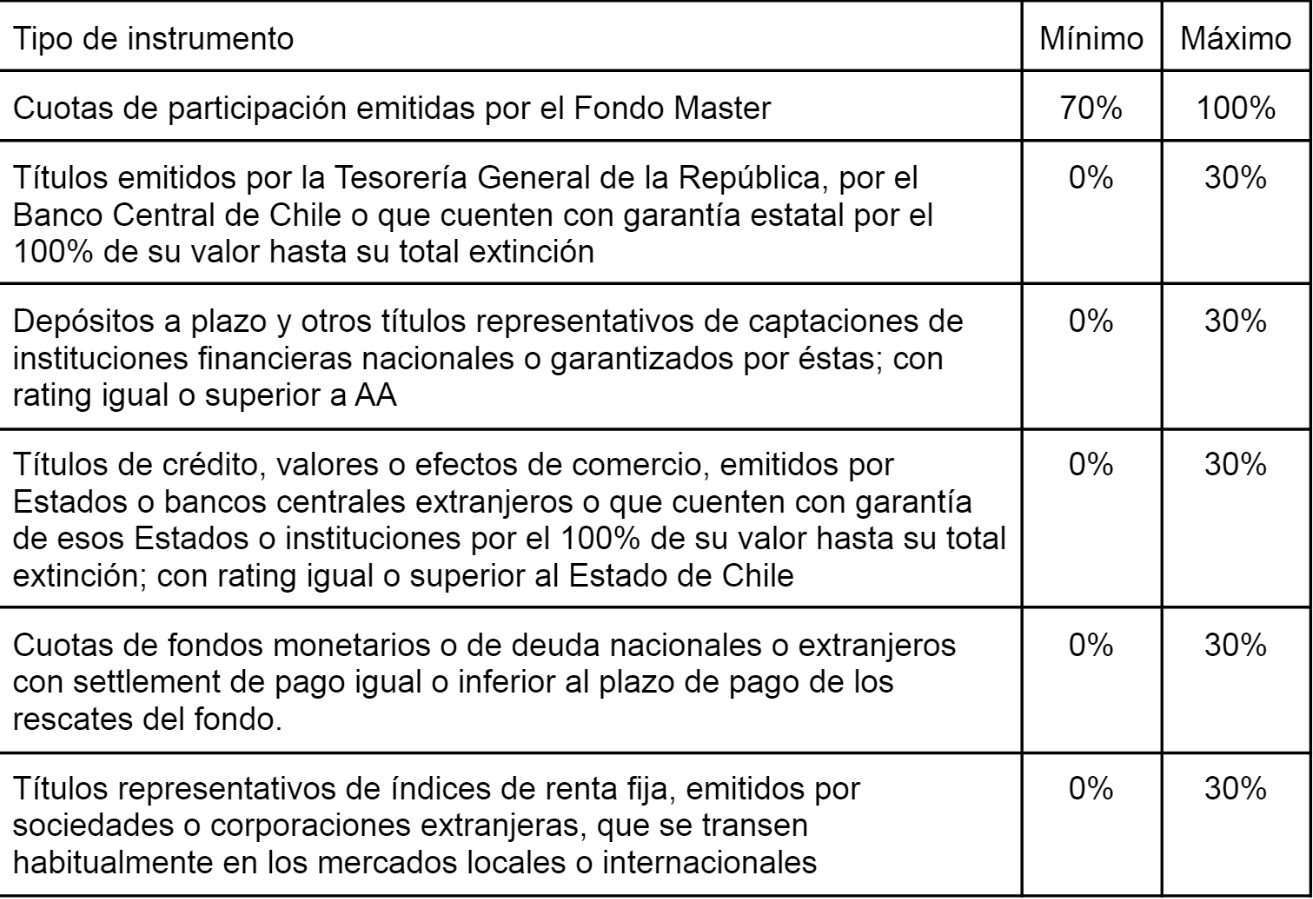 Tipo de instrumento Mínimo Máximo
Cuotas de participación emitidas por el Fondo Master 70% 100%
Títulos emitidos por la Tesorería General de la República, por el 0% 30%
Banco Central de Chile o que cuenten con garantía estatal por el
100% de su valor hasta su total extinción
Depósitos a plazo y otros títulos representativos de captaciones de 0% 30%
instituciones financieras nacionales o garantizados por éstas; con
rating igual o superior a AA
Títulos de crédito, valores o efectos de comercio, emitidos por 0% 30%
Estados o bancos centrales extranjeros o que cuenten con garantía
de esos Estados o instituciones por el 100% de su valor hasta su total
extinción; con rating igual o superior al Estado de Chile
Cuotas de fondos monetarios o de deuda nacionales o extranjeros 0% 30%
con settlement de pago igual o inferior al plazo de pago de los
rescates del fondo.
Títulos representativos de índices de renta fija, emitidos por 0% 30%
sociedades o corporaciones extranjeras, que se transen
habitualmente en los mercados locales o internacionales